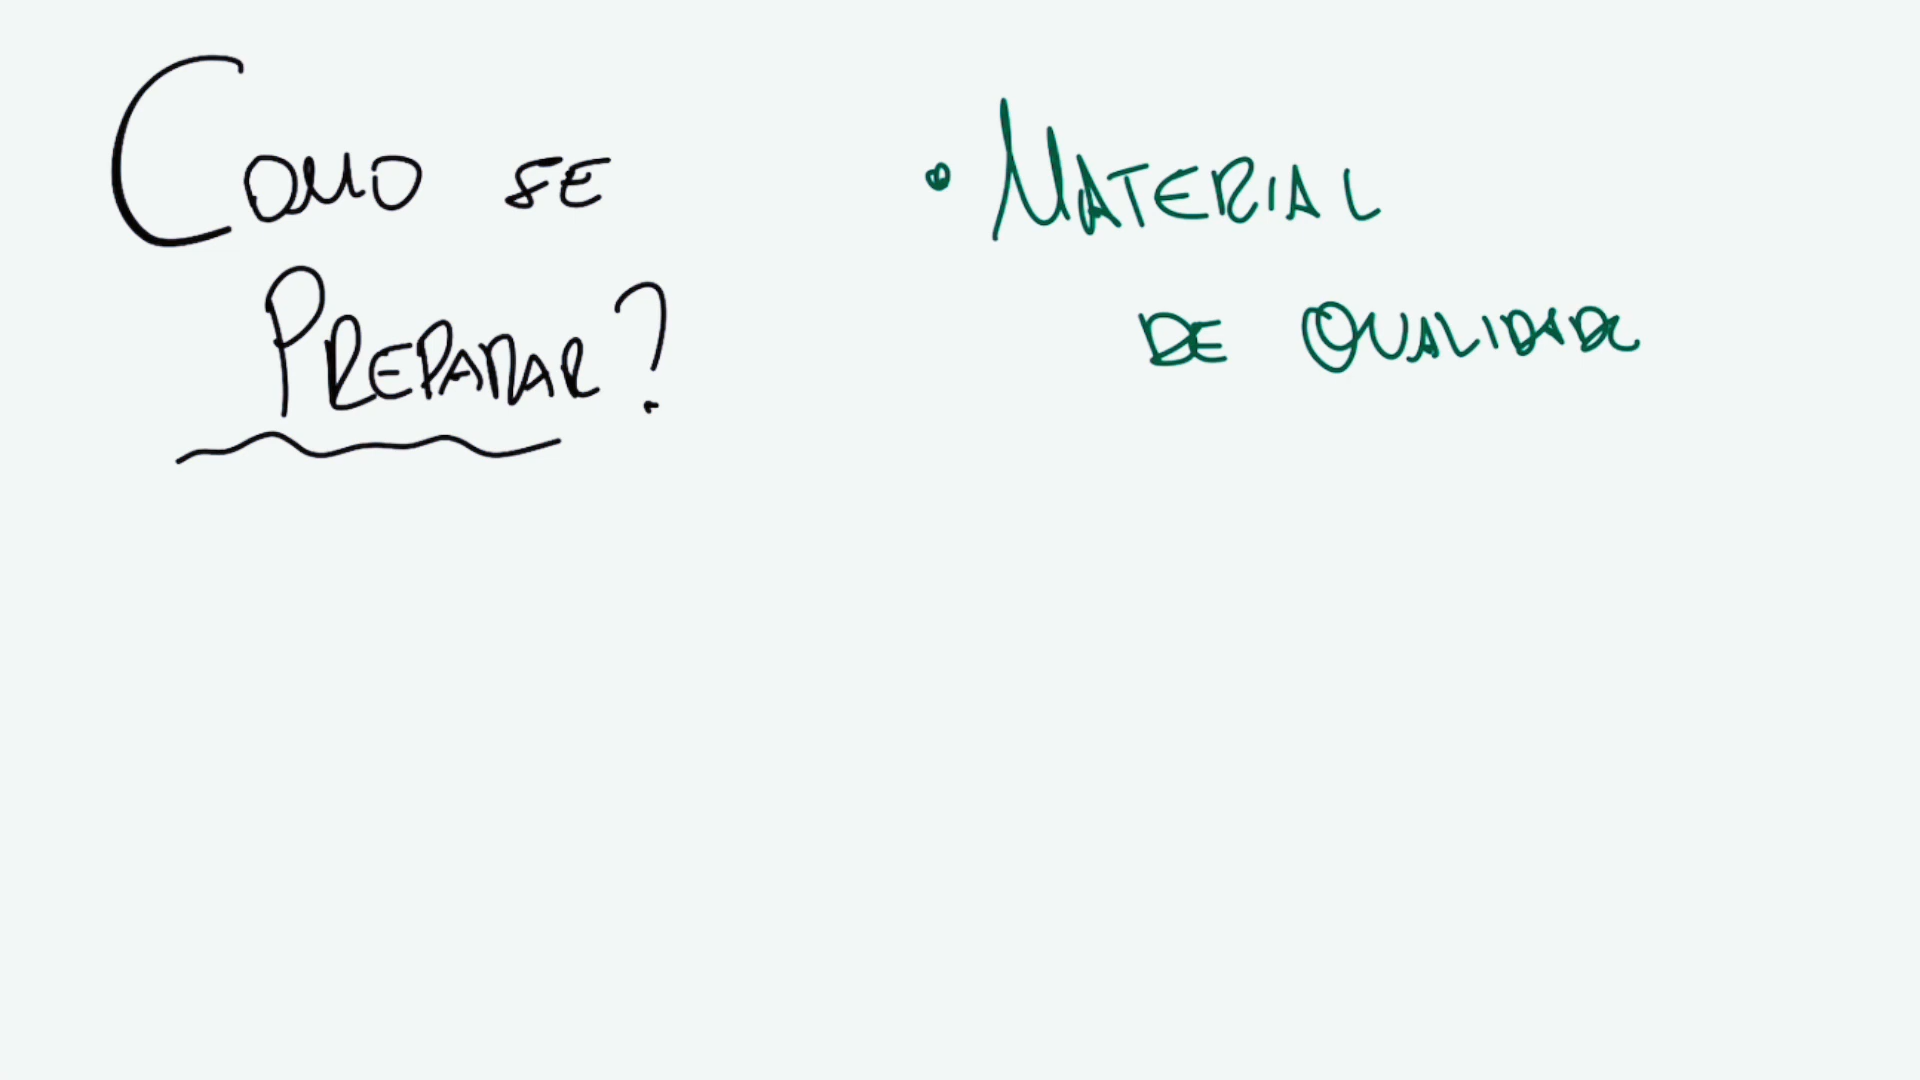 COMO SE
PREPARAR?
• MATERIAL
DE QUALIDADE